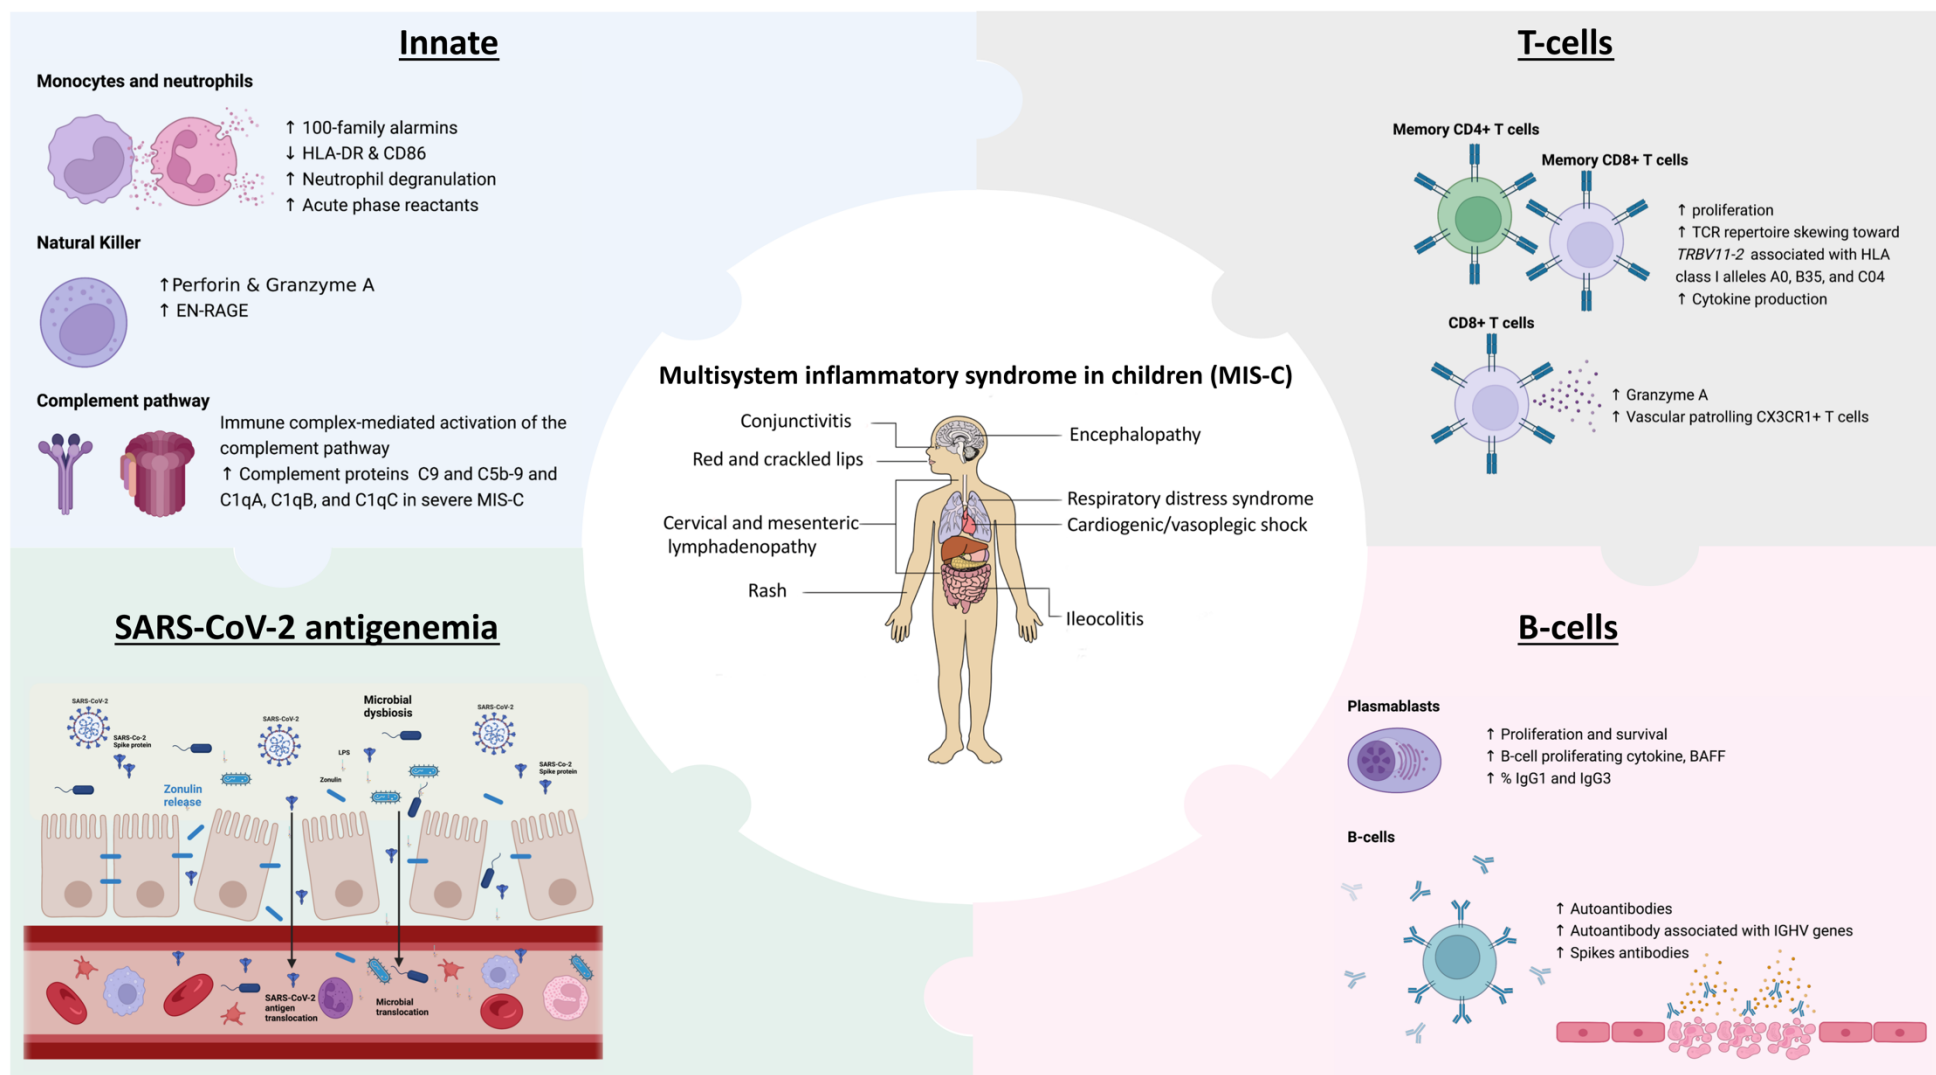 Innate
Monocytes and neutrophils
↑ 100-family alarmins
↓ HLA-DR & CD86
↑ Neutrophil degranulation
↑ Acute phase reactants
Natural Killer
↑Perforin & Granzyme A
↑ EN-RAGE
Complement pathway
Immune complex-mediated activation of the
complement pathway
↑ Complement proteins C9 and C5b-9 and
C1qA, C1qB, and C1qC in severe MIS-C
T-cells
Memory CD4+ T cells
Memory CD8+ T cells
↑ proliferation
↑ TCR repertoire skewing toward
TRBV11-2 associated with HLA
class I alleles A0, B35, and C04
↑ Cytokine production
CD8+ T cells
↑ Granzyme A
↑ Vascular patrolling CX3CR1+ T cells
Multisystem inflammatory syndrome in children (MIS-C)
Conjunctivitis
Red and crackled lips
Cervical and mesenteric
lymphadenopathy
Rash
Encephalopathy
Respiratory distress syndrome
Cardiogenic/vasoplegic shock
Ileocolitis
SARS-CoV-2 antigenemia
SARS-CoV-2
SARS-Co-2
Spike protein
SARS-CoV-2
Microbial
dysbiosis
SARS-CoV-2
LPS
Zonulin
SARS-Co-2
Spike protein
Zonulin
release
SARS-CoV-2
antigen
translocation
Microbial
translocation
B-cells
Plasmablasts
↑ Proliferation and survival
↑ B-cell proliferating cytokine, BAFF
↑ % IgG1 and IgG3
B-cells
↑ Autoantibodies
↑ Autoantibody associated with IGHV genes
↑ Spikes antibodies